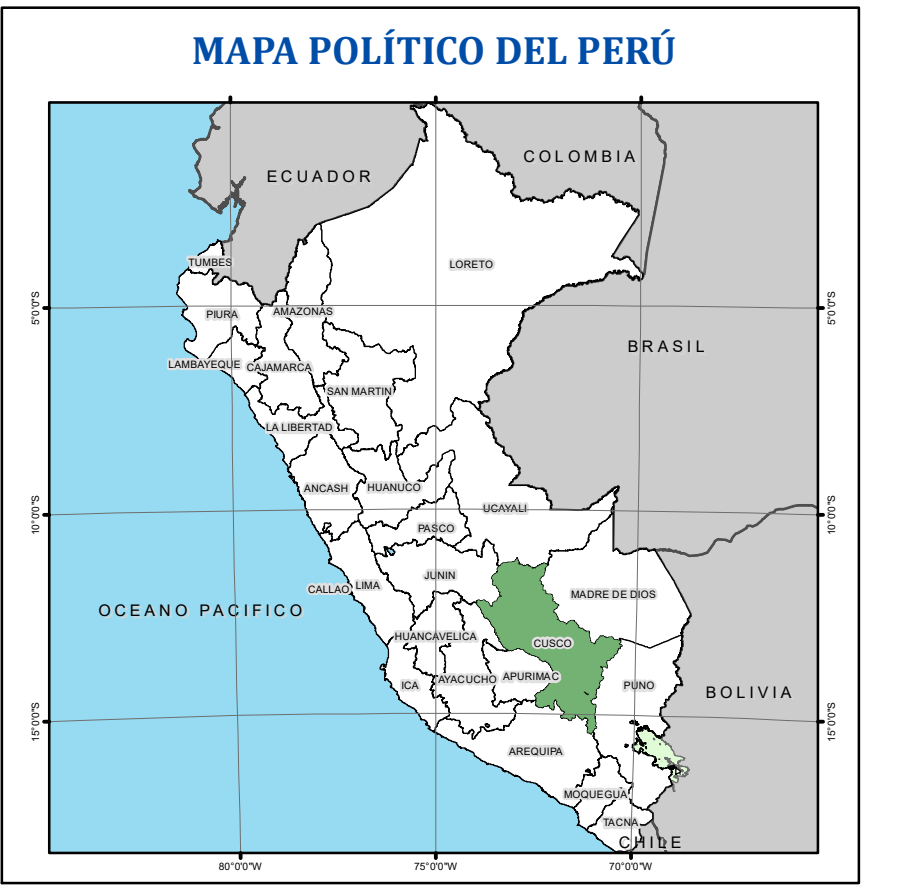 MAPA POLÍTICO DEL PERÚ
COLOMBIA
ECUADOR
TUMBES
LORETO
5°0'0"S
5°0'0"S
PIURA
AMAZONAS
BRASIL
LAMBAYEQUE
CAJAMARCA
SAN MARTIN
LA LIBERTAD
ANCASH
HUANUCO
UCAYALI
10°0'0"S
10°0'0"S
PASCO
JUNIN
CALLAO
LIMA
MADRE DE DIOS
OCEANO PACIFICO
HUANCAVELICA
CUSCO
ICA
AYACUCHO
APURIMAC
PUNO
BOLIVIA
15°0'0"S
15°0'0"S
AREQUIPA
MOQUEGUA
TACNA
CHILE
80°0'0"W
75°0'0"W
70°0'0"W